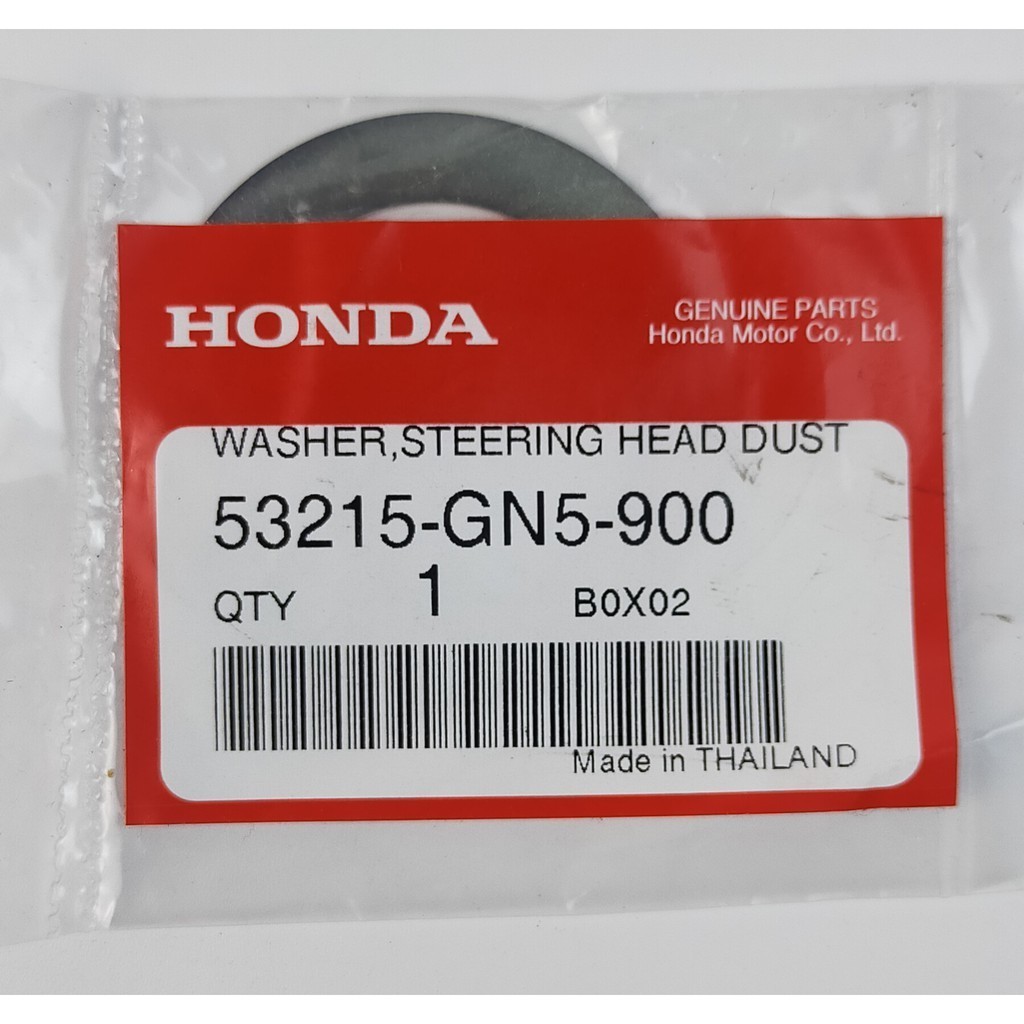 HONDA
GENUINE PARTS
Honda Motor Co., Ltd.
WASHER,STEERING HEAD DUST
53215-GN5-900
QTY 1 B0X02
Made in THAILAND